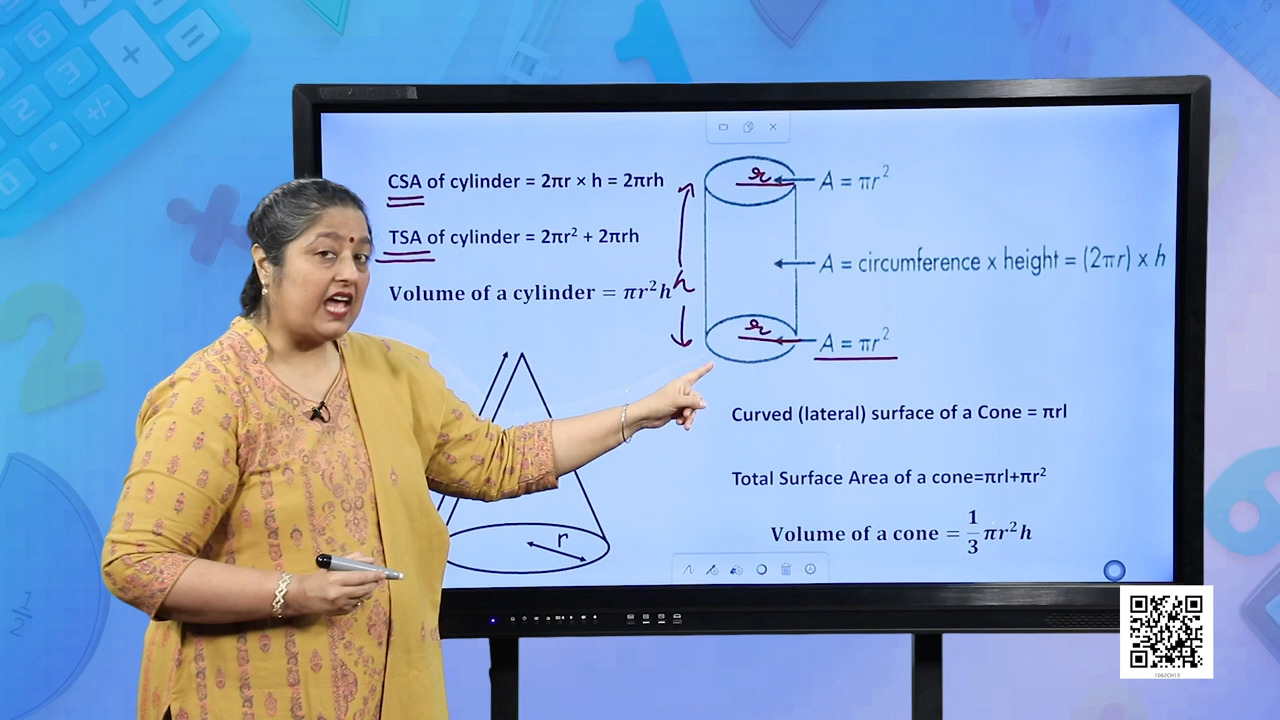 CSA of cylinder = 2πr × h = 2πrh
TSA of cylinder = 2πr² + 2πrh
Volume of a cylinder = πr²h
h
r
A = πr²
A = circumference x height = (2πr) x h
r
A = πr²
r
Curved (lateral) surface of a Cone = πrl
Total Surface Area of a cone=πrl+πr²
Volume of a cone = 1/3 πr²h
1062CH13